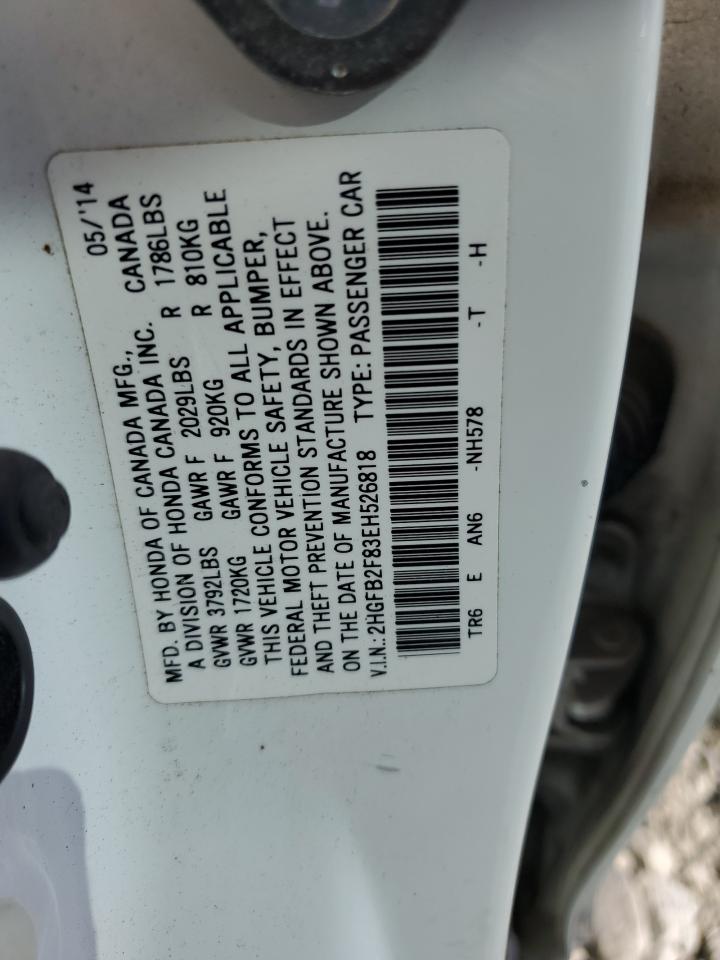 MFD. BY HONDA OF CANADA MFG., 05/'14
A DIVISION OF HONDA CANADA INC. CANADA
GVWR 3792LBS GAWR F 2029LBS R 1786LBS
GVWR 1720KG GAWR F 920KG R 810KG
THIS VEHICLE CONFORMS TO ALL APPLICABLE
FEDERAL MOTOR VEHICLE SAFETY, BUMPER,
AND THEFT PREVENTION STANDARDS IN EFFECT
ON THE DATE OF MANUFACTURE SHOWN ABOVE.
V.I.N.: 2HGFB2F83EH526818 TYPE: PASSENGER CAR
TR6 E AN6 -NH578 -T -H